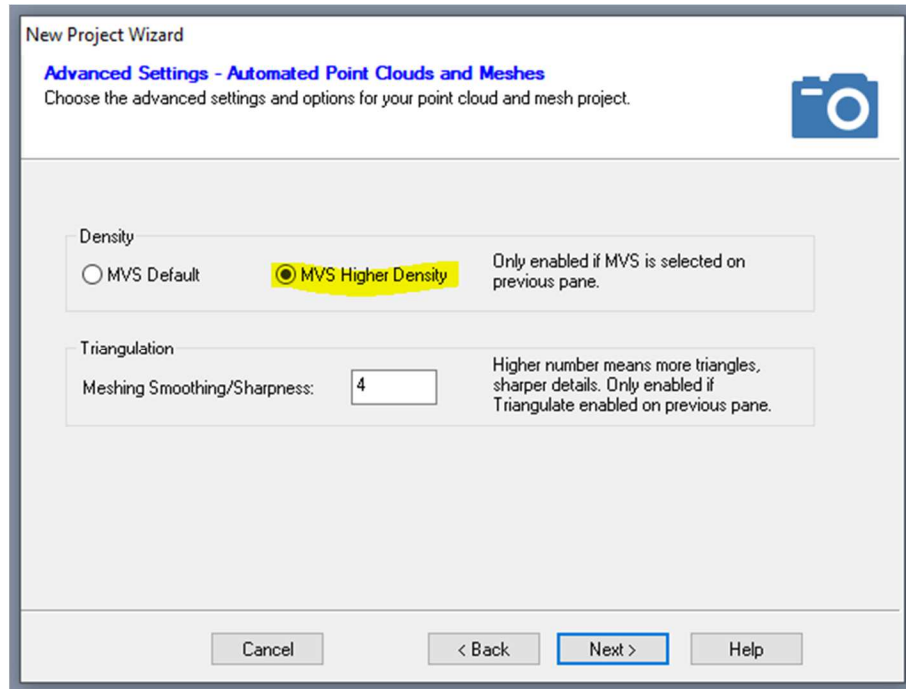 New Project Wizard
Advanced Settings - Automated Point Clouds and Meshes
Choose the advanced settings and options for your point cloud and mesh project.
Density
MVS Default
MVS Higher Density
Only enabled if MVS is selected on
previous pane.
Triangulation
Meshing Smoothing/Sharpness:
4
Higher number means more triangles,
sharper details. Only enabled if
Triangulate enabled on previous pane.
Cancel
< Back
Next >
Help